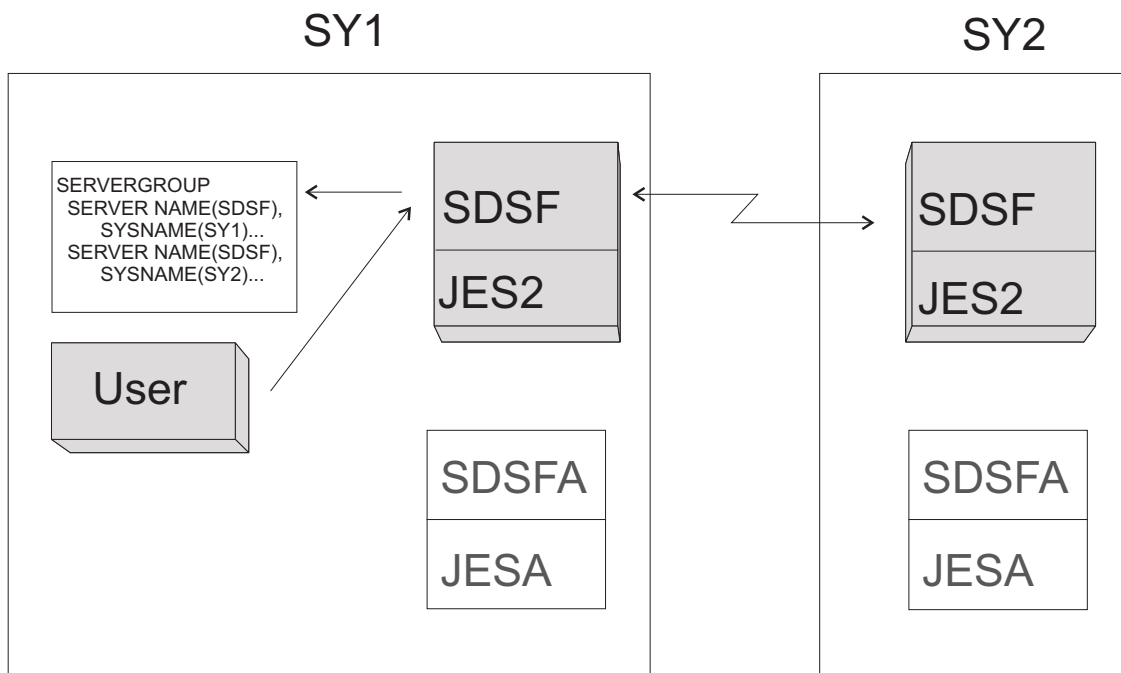 SY1
SY2
SERVERGROUP
SERVER NAME(SDSF),
SYSNAME(SY1)...
SERVER NAME(SDSF),
SYSNAME(SY2)...
User
SDSF
JES2
SDSFA
JESA
SDSF
JES2
SDSFA
JESA